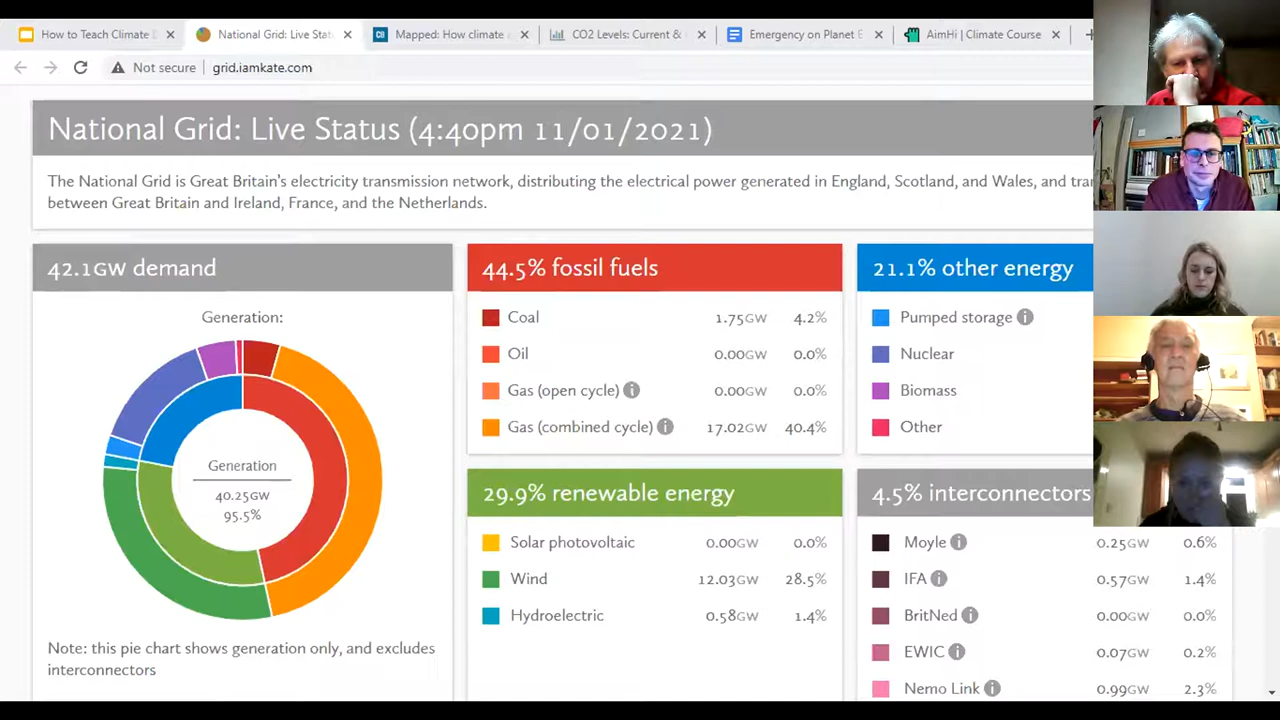 How to Teach Climate
National Grid: Live Stat
Mapped: How climate
CO2 Levels: Current &
Emergency on Planet E
AimHi | Climate Course
Not secure
grid.iamkate.com
National Grid: Live Status (4:40pm 11/01/2021)
The National Grid is Great Britain's electricity transmission network, distributing the electrical power generated in England, Scotland, and Wales, and
between Great Britain and Ireland, France, and the Netherlands.
42.1GW demand
Generation:
Generation
40.25GW
95.5%
Note: this pie chart shows generation only, and excludes
interconnectors
44.5% fossil fuels
Coal 1.75GW 4.2%
Oil 0.00GW 0.0%
Gas (open cycle) 0.00GW 0.0%
Gas (combined cycle) 17.02GW 40.4%
21.1% other energy
Pumped storage
Nuclear
Biomass
Other
29.9% renewable energy
Solar photovoltaic 0.00GW 0.0%
Wind 12.03GW 28.5%
Hydroelectric 0.58GW 1.4%
4.5% interconnectors
Moyle 0.25GW 0.6%
IFA 0.57GW 1.4%
BritNed 0.00GW 0.0%
EWIC 0.07GW 0.2%
Nemo Link 0.99GW 2.3%